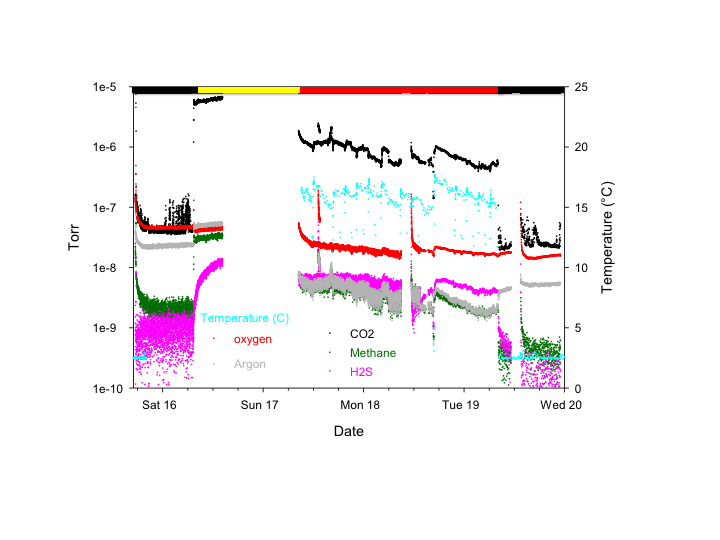 1e-5
1e-6
1e-7
1e-8
1e-9
1e-10
Torr
25
20
15
10
5
0
Temperature (°C)
Temperature (C)
oxygen
Argon
CO2
Methane
H2S
Sat 16
Sun 17
Mon 18
Tue 19
Wed 20
Date